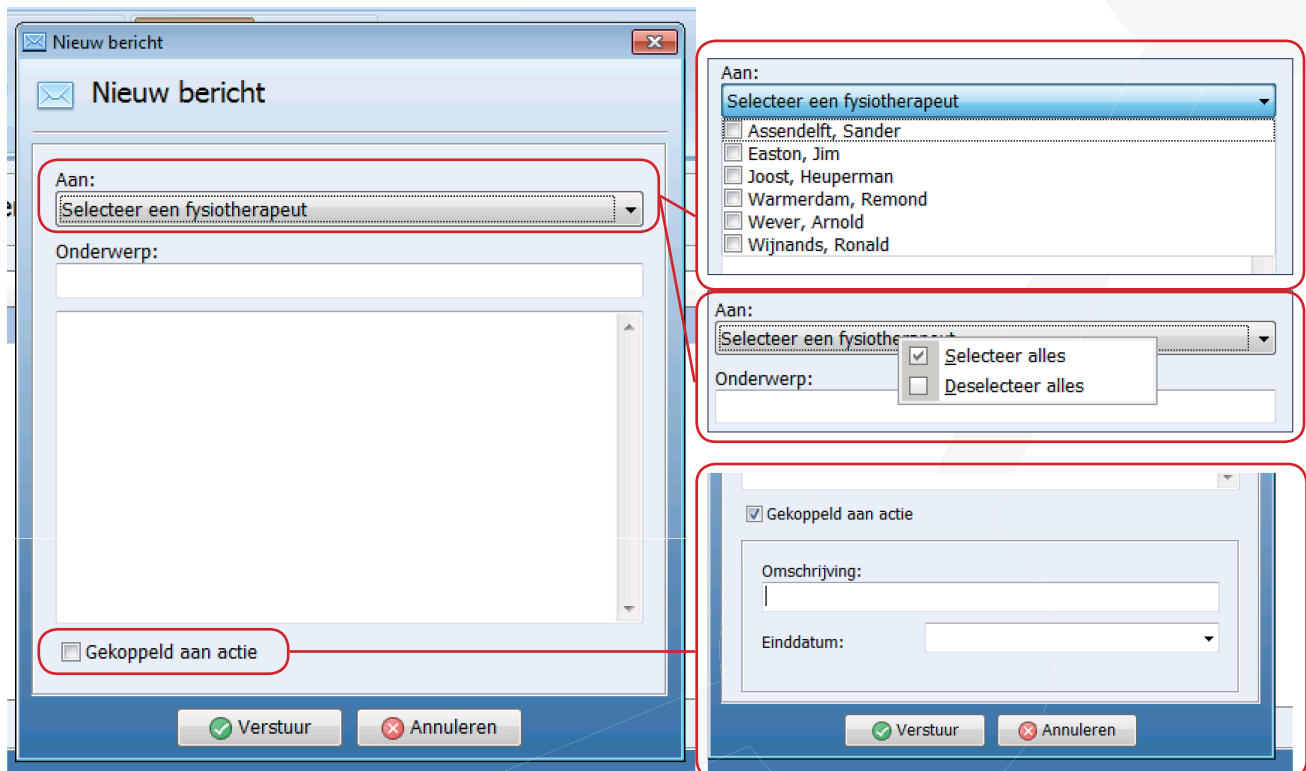 Nieuw bericht
Nieuw bericht
Aan:
Selecteer een fysiotherapeut
Onderwerp:
Gekoppeld aan actie
Verstuur
Annuleren
Aan:
Selecteer een fysiotherapeut
Assendelft, Sander
Easton, Jim
Joost, Heuperman
Warmerdam, Remond
Wever, Arnold
Wijnands, Ronald
Aan:
Selecteer een
Selecteer alles
Deselecteer alles
Onderwerp:
Gekoppeld aan actie
Omschrijving:
Einddatum:
Verstuur
Annuleren